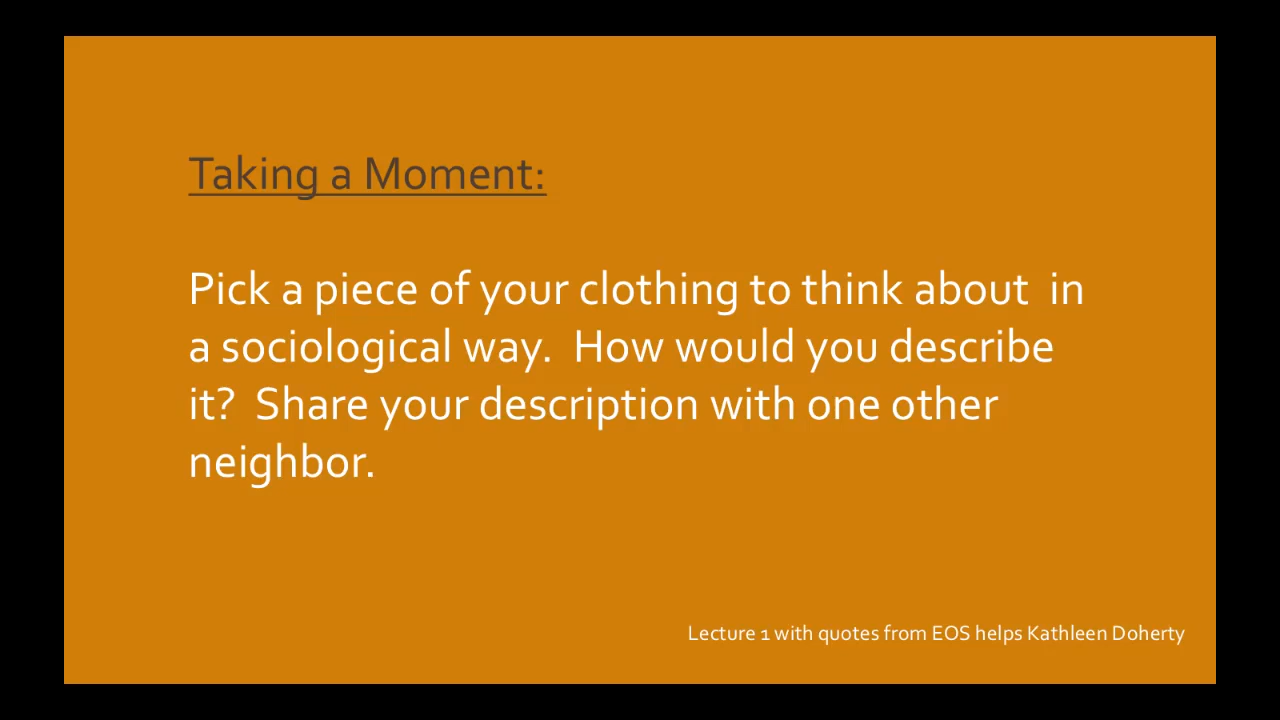 Taking a Moment:
Pick a piece of your clothing to think about  in
a sociological way.  How would you describe
it?  Share your description with one other
neighbor.
Lecture 1 with quotes from EOS helps Kathleen Doherty